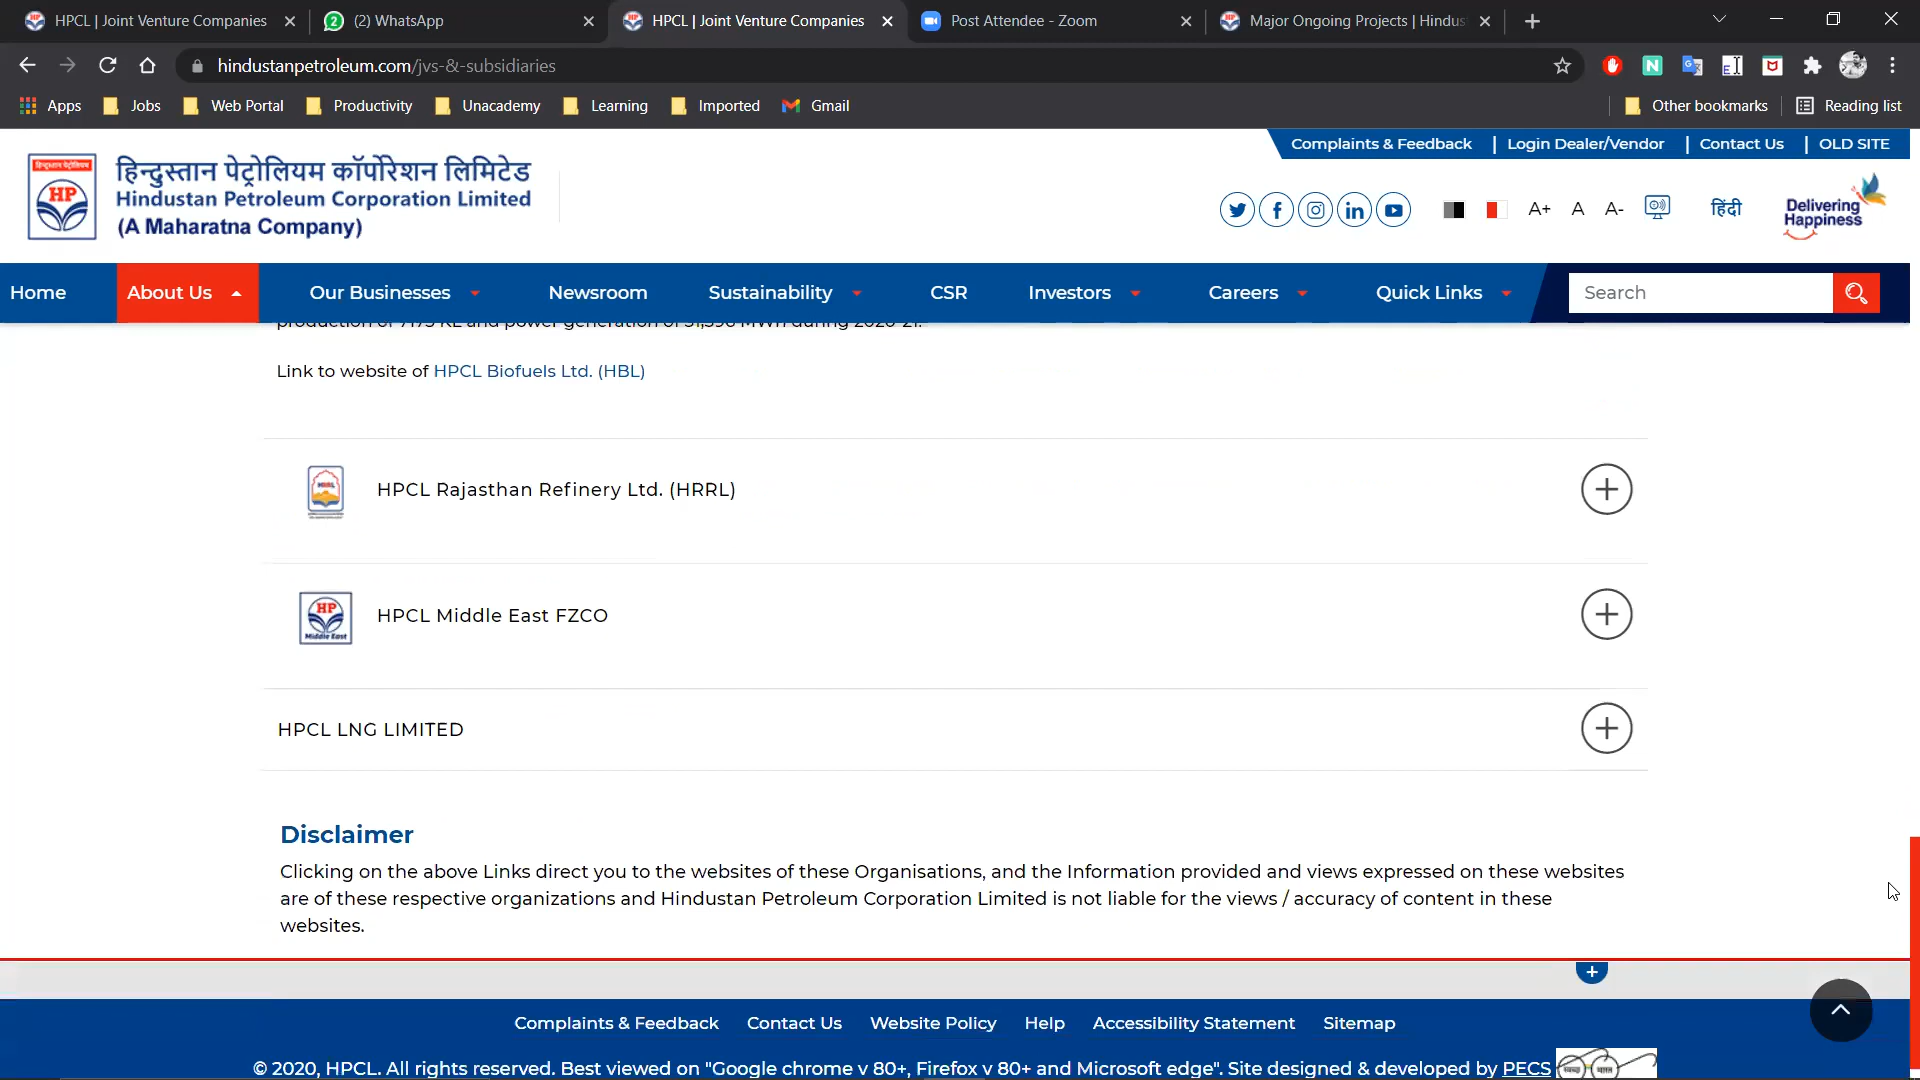 HPCL | Joint Venture Companies
(2) WhatsApp
HPCL | Joint Venture Companies
Post Attendee - Zoom
Major Ongoing Projects | Hindus
hindustanpetroleum.com/jvs-&-subsidiaries
Apps Jobs Web Portal Productivity Unacademy Learning Imported Gmail Other bookmarks Reading list
Complaints & Feedback | Login Dealer/Vendor | Contact Us | OLD SITE
हिन्दुस्तान पेट्रोलियम कॉर्पोरेशन लिमिटेड
Hindustan Petroleum Corporation Limited
(A Maharatna Company)
HP
A+ A A- हिंदी
Delivering
Happiness
Home About Us Our Businesses Newsroom Sustainability CSR Investors Careers Quick Links Search
Link to website of HPCL Biofuels Ltd. (HBL)
HPCL Rajasthan Refinery Ltd. (HRRL)
HP
Middle East
HPCL Middle East FZCO
HPCL LNG LIMITED
Disclaimer
Clicking on the above Links direct you to the websites of these Organisations, and the Information provided and views expressed on these websites
are of these respective organizations and Hindustan Petroleum Corporation Limited is not liable for the views / accuracy of content in these
websites.
Complaints & Feedback Contact Us Website Policy Help Accessibility Statement Sitemap
© 2020, HPCL. All rights reserved. Best viewed on "Google chrome v 80+, Firefox v 80+ and Microsoft edge". Site designed & developed by PECS